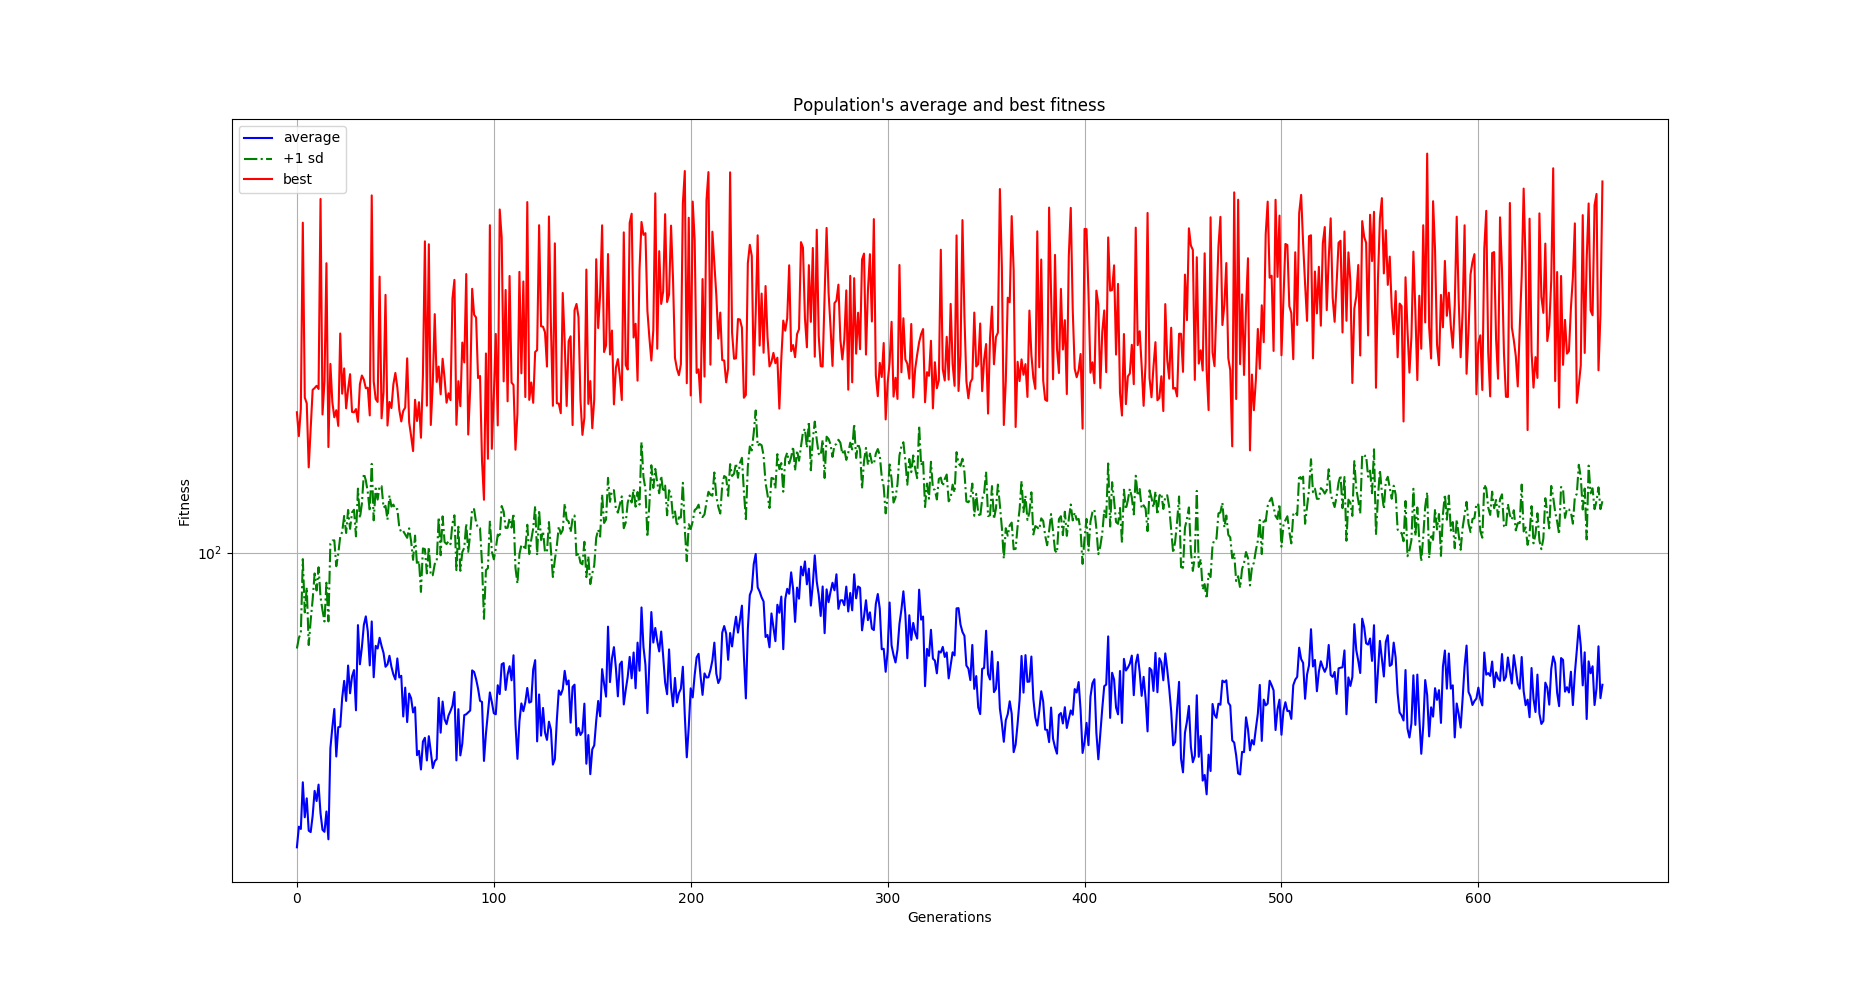 Population's average and best fitness
average
+1 sd
best
Fitness
10²
0 100 200 300 400 500 600
Generations